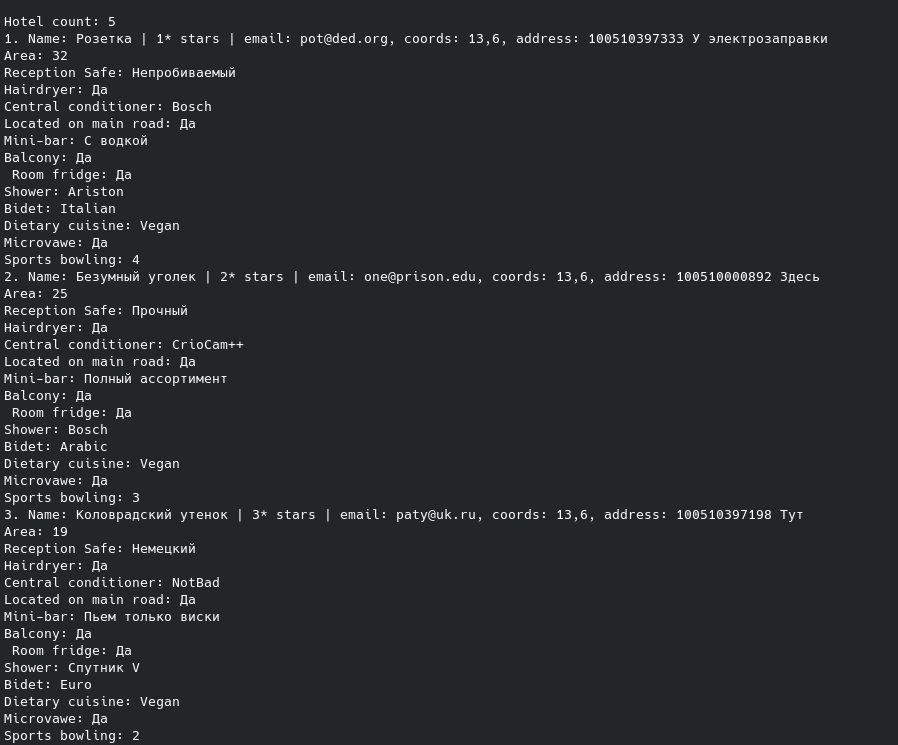 Hotel count: 5
1. Name: Розетка | 1* stars | email: pot@ded.org, coords: 13,6, address: 100510397333 У электрозаправки
Area: 32
Reception Safe: Непробиваемый
Hairdryer: Да
Central conditioner: Bosch
Located on main road: Да
Mini-bar: С водкой
Balcony: Да
 Room fridge: Да
Shower: Ariston
Bidet: Italian
Dietary cuisine: Vegan
Microvawe: Да
Sports bowling: 4
2. Name: Безумный уголек | 2* stars | email: one@prison.edu, coords: 13,6, address: 100510000892 Здесь
Area: 25
Reception Safe: Прочный
Hairdryer: Да
Central conditioner: CrioCam++
Located on main road: Да
Mini-bar: Полный ассортимент
Balcony: Да
 Room fridge: Да
Shower: Bosch
Bidet: Arabic
Dietary cuisine: Vegan
Microvawe: Да
Sports bowling: 3
3. Name: Коловрадский утенок | 3* stars | email: paty@uk.ru, coords: 13,6, address: 100510397198 Тут
Area: 19
Reception Safe: Немецкий
Hairdryer: Да
Central conditioner: NotBad
Located on main road: Да
Mini-bar: Пьем только виски
Balcony: Да
 Room fridge: Да
Shower: Спутник V
Bidet: Euro
Dietary cuisine: Vegan
Microvawe: Да
Sports bowling: 2